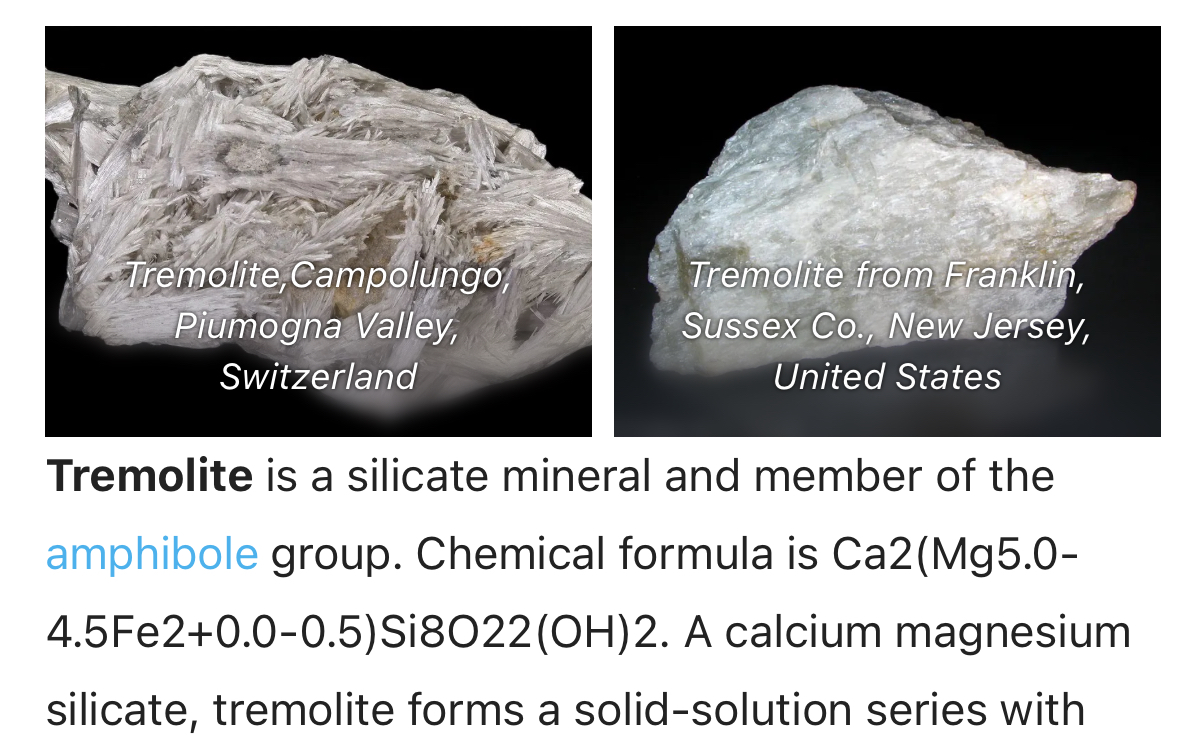 Tremolite,Campolungo,
Piumogna Valley,
Switzerland
Tremolite from Franklin,
Sussex Co., New Jersey,
United States
Tremolite is a silicate mineral and member of the
amphibole group. Chemical formula is Ca2(Mg5.0-
4.5Fe2+0.0-0.5)Si8O22(OH)2. A calcium magnesium
silicate, tremolite forms a solid-solution series with